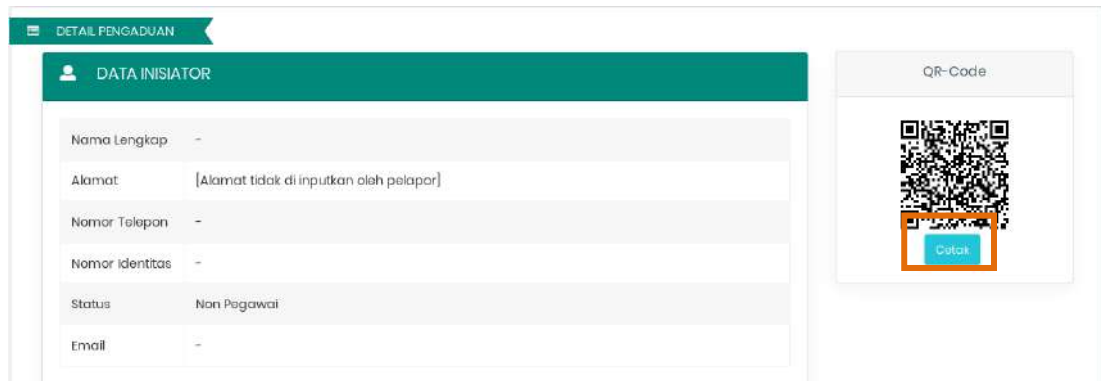 DETAIL PENGADUAN
DATA INISIATOR
Nama Lengkap -
Alamat [Alamat tidak di inputkan oleh pelapor]
Nomor Telepon -
Nomor Identitas -
Status Non Pegawai
Email -
QR-Code
Cetak